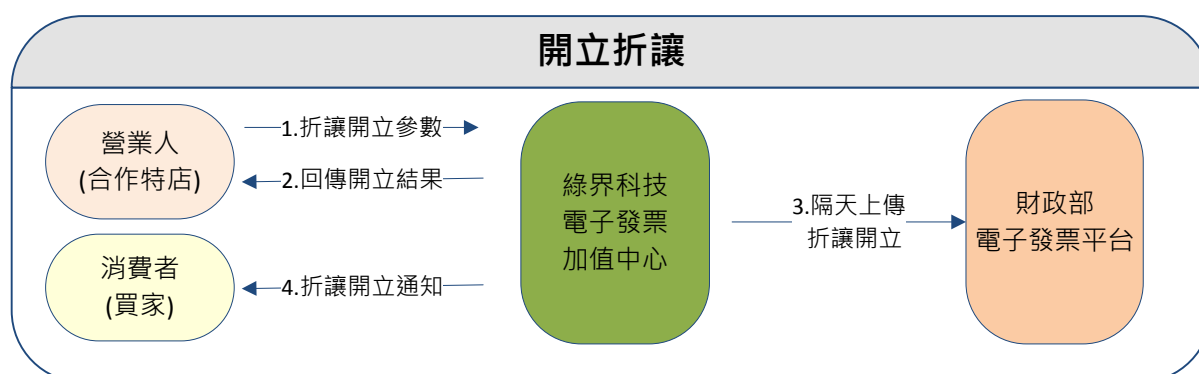 開立折讓
營業人
(合作特店)
1.折讓開立參數
2.回傳開立結果
消費者
(買家)
4.折讓開立通知
綠界科技
電子發票
加值中心
3.隔天上傳
折讓開立
財政部
電子發票平台